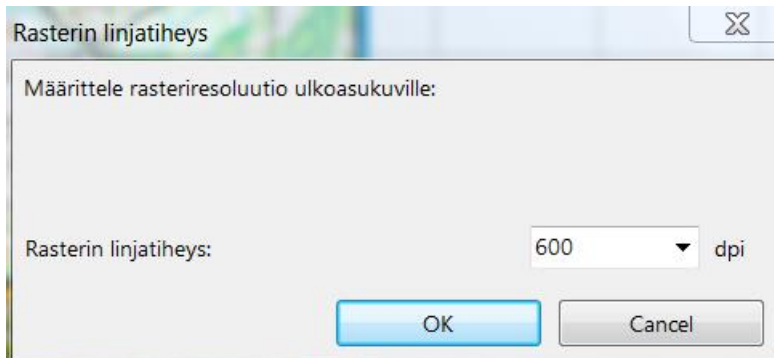 Rasterin linjatiheys
Määrittele rasteriresoluutio ulkoasukuville:
Rasterin linjatiheys: 600 dpi
OK Cancel